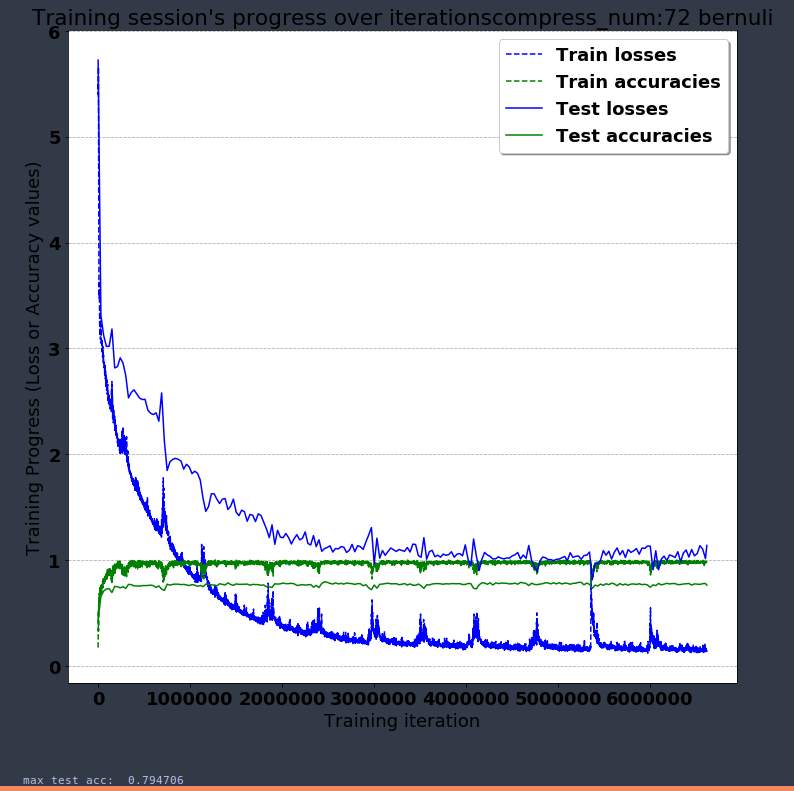 Training session's progress over iterationscompress_num:72 bernuli
6
5
4
3
2
1
0
Training Progress (Loss or Accuracy values)
Train losses
Train accuracies
Test losses
Test accuracies
0 1000000 2000000 3000000 4000000 5000000 6000000
Training iteration
max test acc: 0.794706